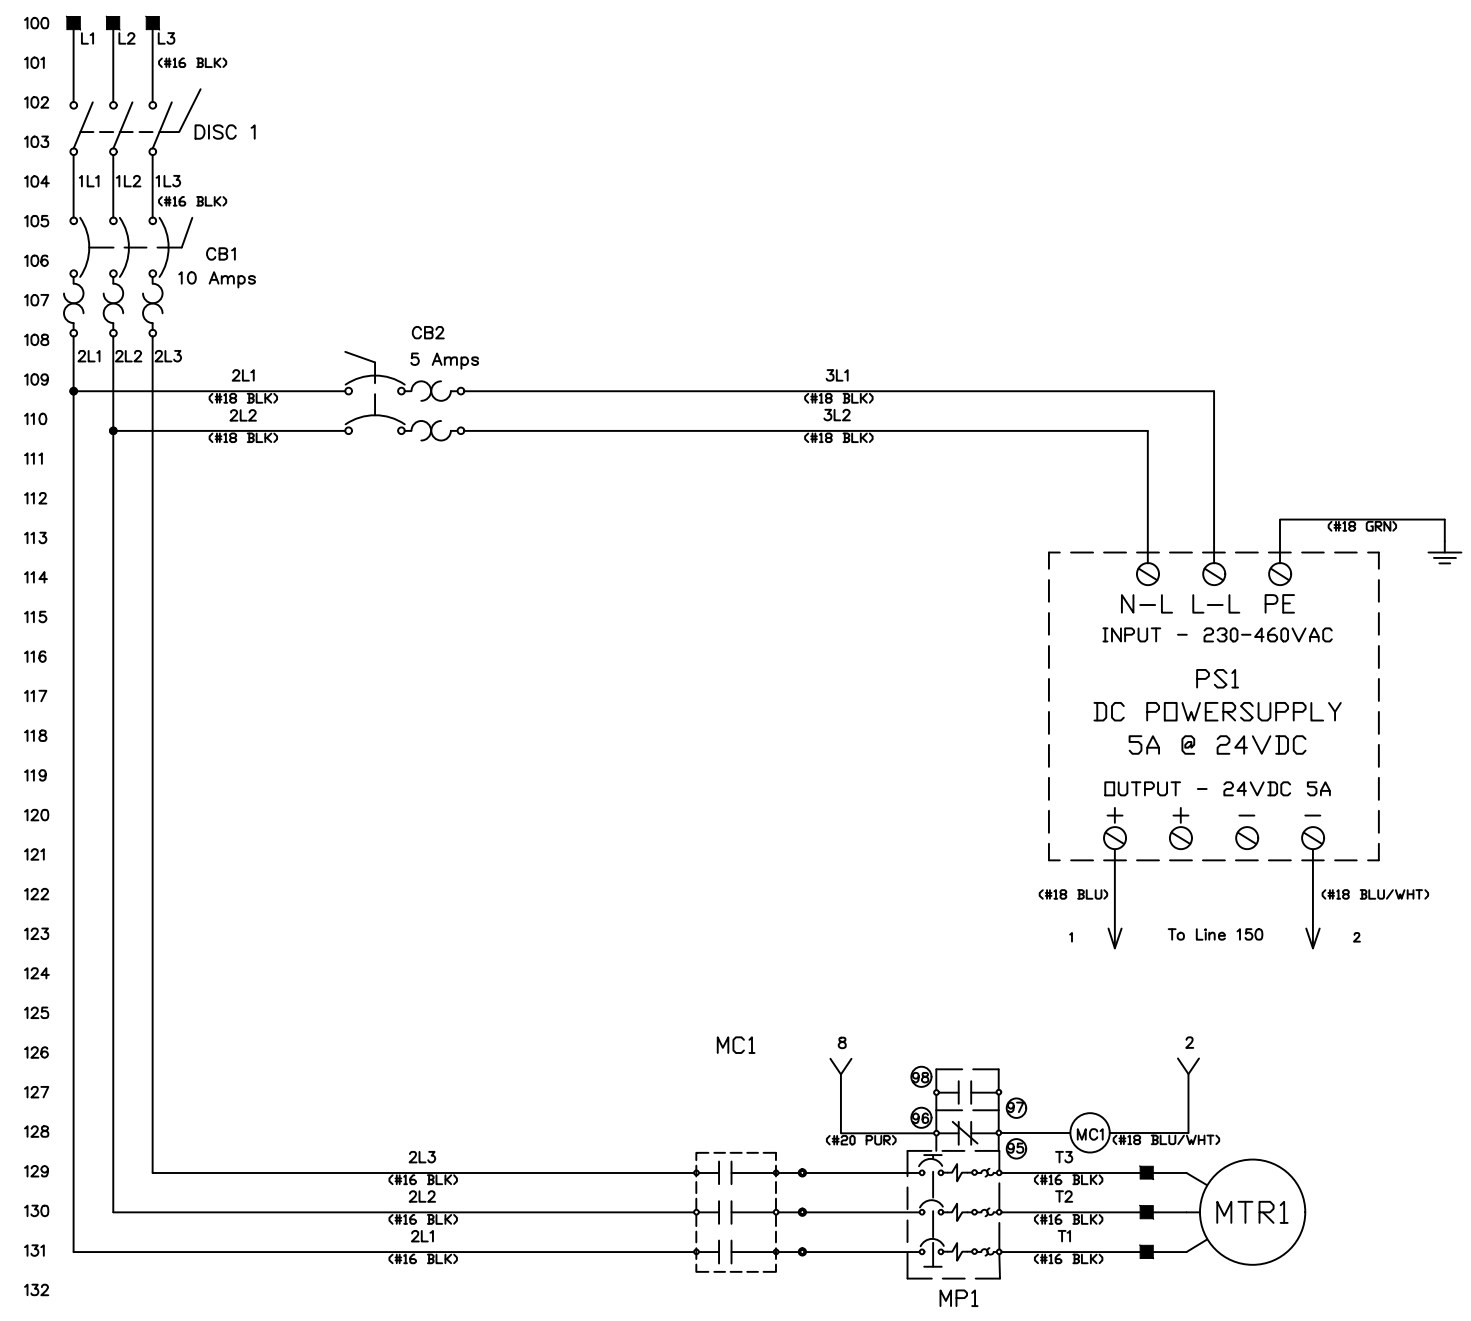 100 L1 L2 L3
101 (#16 BLK)
102
103 DISC 1
104 1L1 1L2 1L3
(#16 BLK)
105
106 CB1
10 Amps
107
108 CB2
2L1 2L2 2L3 5 Amps
109 2L1 3L1
(#18 BLK) (#18 BLK)
110 2L2 3L2
(#18 BLK) (#18 BLK)
111
112
113 (#18 GRN)
114
N-L L-L PE
115
INPUT - 230-460VAC
116
117 PS1
DC POWERSUPPLY
118
5A @ 24VDC
119
OUTPUT - 24VDC 5A
120 + + - -
121
122 (#18 BLU) (#18 BLU/WHT)
123 1 To Line 150 2
124
125
126 MC1 8 2
127 98
97
96
128 (#20 PUR) MC1 (#18 BLU/WHT)
95
129 2L3 T3
(#16 BLK) (#16 BLK)
130 2L2 T2 MTR1
(#16 BLK) (#16 BLK)
131 2L1 T1
(#16 BLK) (#16 BLK)
132 MP1